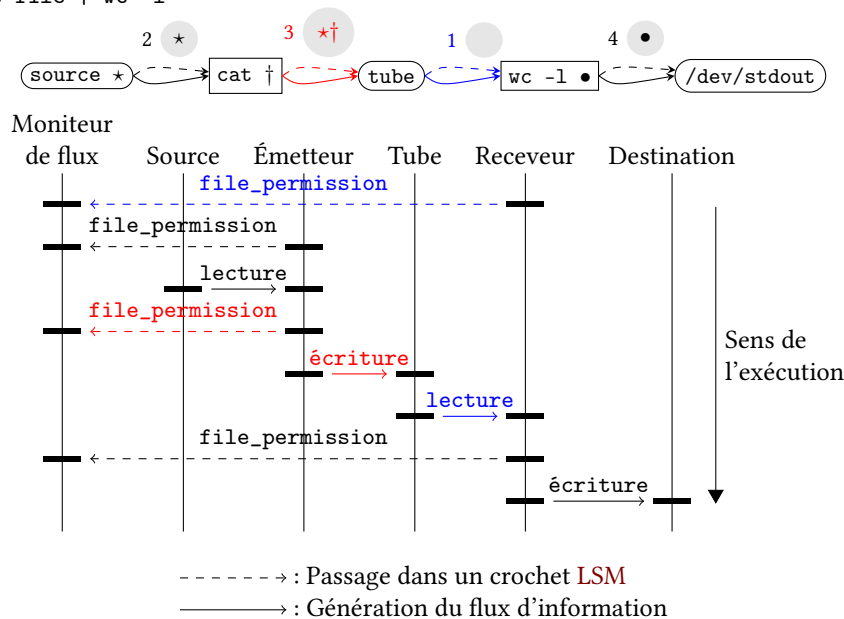 2 ⋆ 3 ⋆† 1 4 •
source ⋆ cat † tube wc -l • /dev/stdout
Moniteur
de flux Source Émetteur Tube Receveur Destination
file_permission
file_permission
lecture
file_permission
Sens de
l'exécution
écriture
lecture
file_permission
écriture
: Passage dans un crochet LSM
: Génération du flux d'information